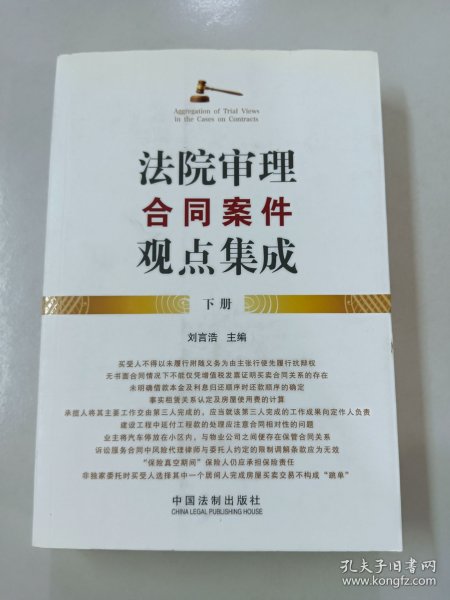 Aggregation of Trial Views
in the Cases on Contracts
法院审理
合同案件
观点集成
下册
刘言浩 主编
买受人不得以未履行附随义务为由主张行使先履行抗辩权
无书面合同情况下不能仅凭增值税发票证明买卖合同关系的存在
未明确借款本金及利息归还顺序时还款顺序的确定
事实租赁关系认定及房屋使用费的计算
承揽人将其主要工作交由第三人完成的，应当就该第三人完成的工作成果向定作人负责
建设工程中延付工程款的处理应注意合同相对性的问题
业主将汽车停放在小区内，与物业公司之间便存在保管合同关系
诉讼服务合同中风险代理律师与委托人约定的限制调解条款应为无效
“保险真空期间”保险人仍应承担保险责任
非独家委托时买受人选择其中一个居间人完成房屋买卖交易不构成“跳单”
中国法制出版社
CHINA LEGAL PUBLISHING HOUSE
孔夫子旧书网
www.kongfz.com